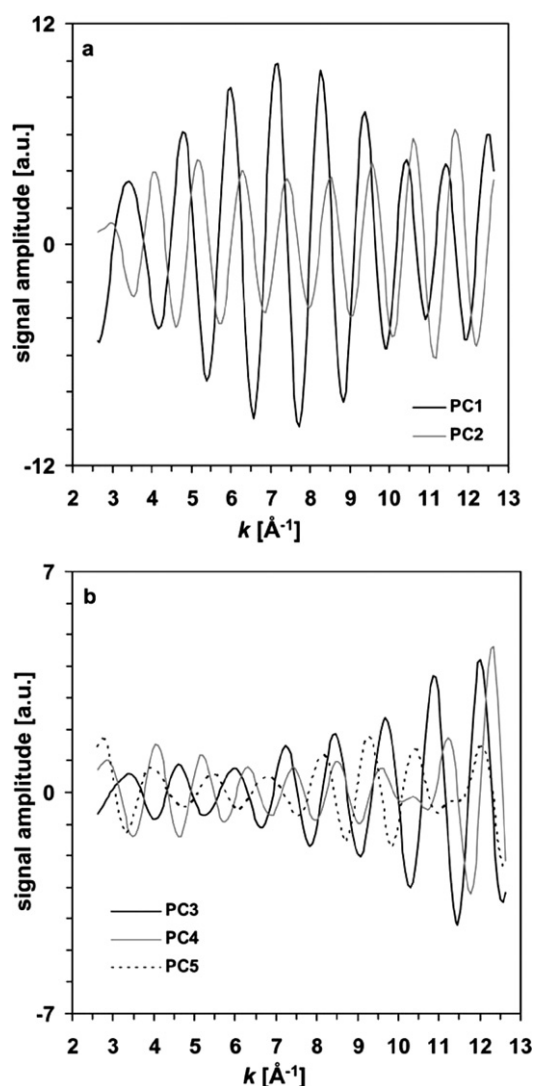 12
a
signal amplitude [a.u.]
0
PC1
PC2
-12
2 3 4 5 6 7 8 9 10 11 12 13
k [Å-1]
7
b
signal amplitude [a.u.]
0
PC3
PC4
PC5
-7
2 3 4 5 6 7 8 9 10 11 12 13
k [Å-1]